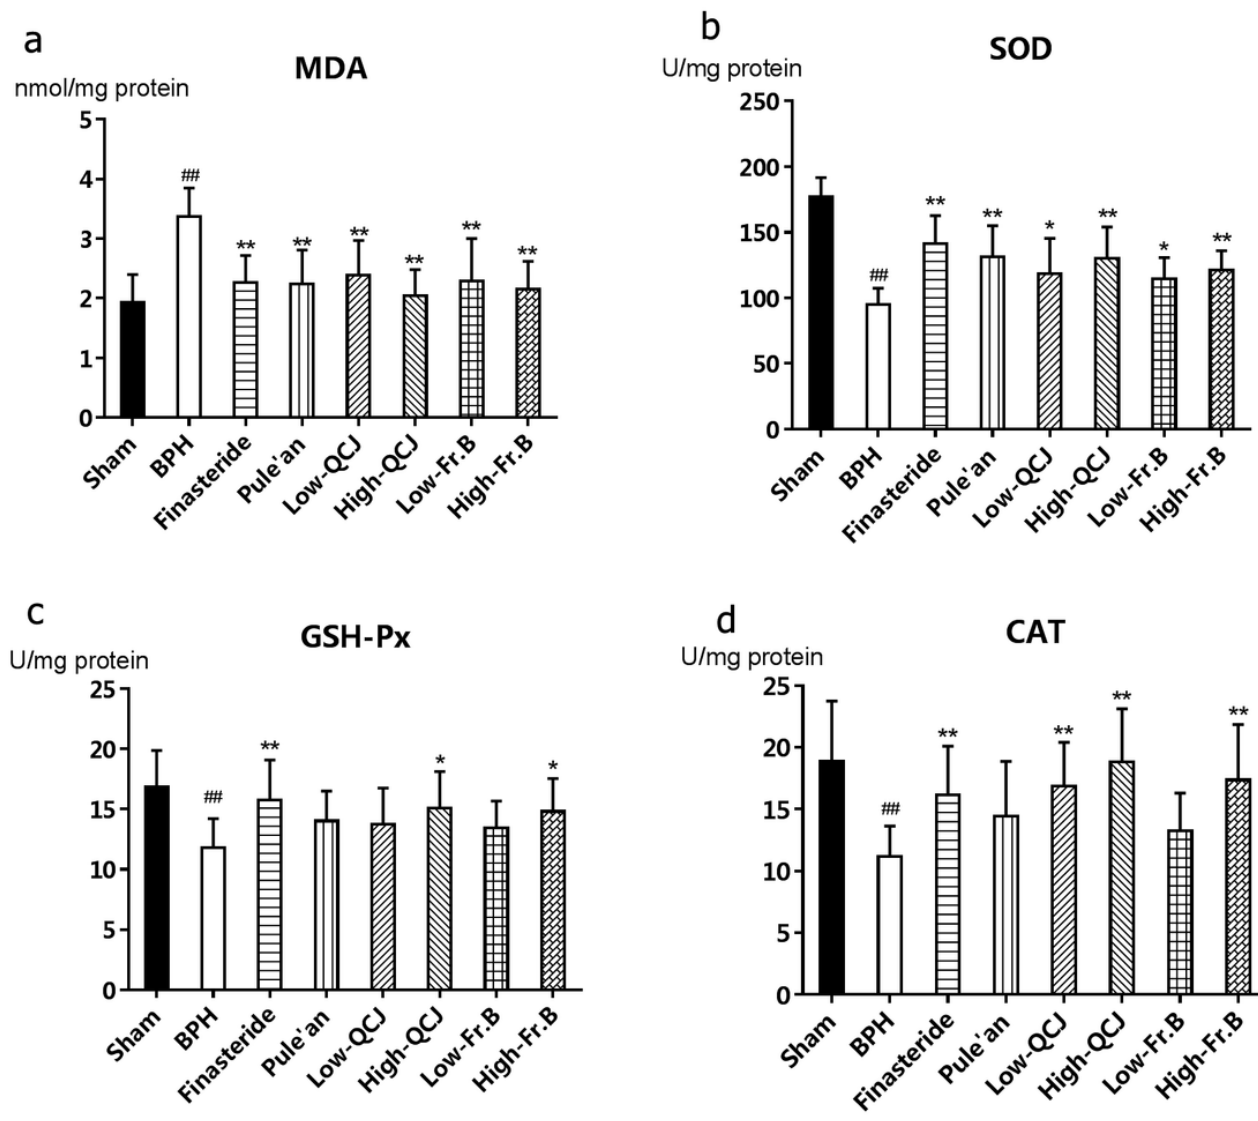 a
MDA
nmol/mg protein
5
4
3
2
1
0
##
**
**
**
**
**
**
Sham
BPH
Finasteride
Pule'an
Low-QCJ
High-QCJ
Low-Fr.B
High-Fr.B
b
SOD
U/mg protein
250
200
150
100
50
0
##
**
**
*
**
*
**
Sham
BPH
Finasteride
Pule'an
Low-QCJ
High-QCJ
Low-Fr.B
High-Fr.B
c
GSH-Px
U/mg protein
25
20
15
10
5
0
##
**
*
*
Sham
BPH
Finasteride
Pule'an
Low-QCJ
High-QCJ
Low-Fr.B
High-Fr.B
d
CAT
U/mg protein
25
20
15
10
5
0
##
**
**
**
**
Sham
BPH
Finasteride
Pule'an
Low-QCJ
High-QCJ
Low-Fr.B
High-Fr.B